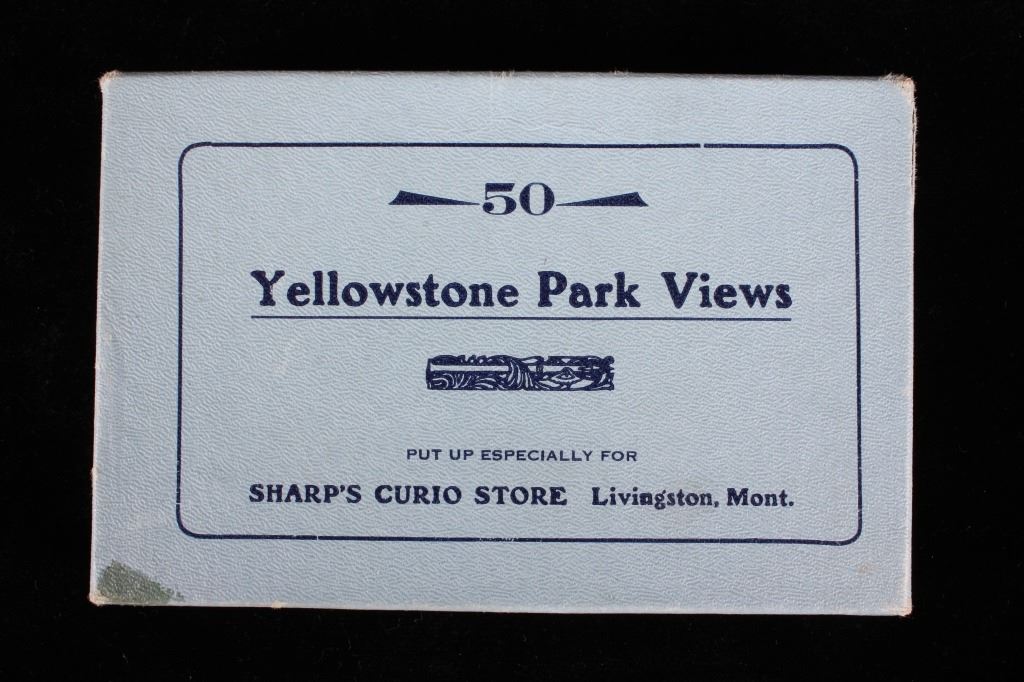 50
Yellowstone Park Views
PUT UP ESPECIALLY FOR
SHARP'S CURIO STORE Livingston, Mont.